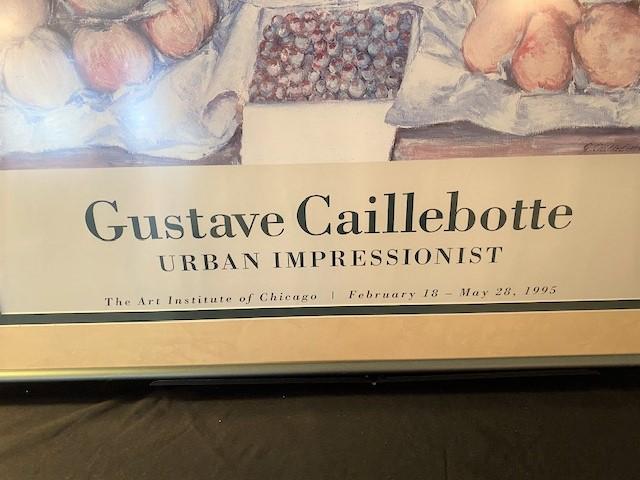 Gustave Caillebotte
URBAN IMPRESSIONIST
The Art Institute of Chicago | February 18 – May 28, 1995